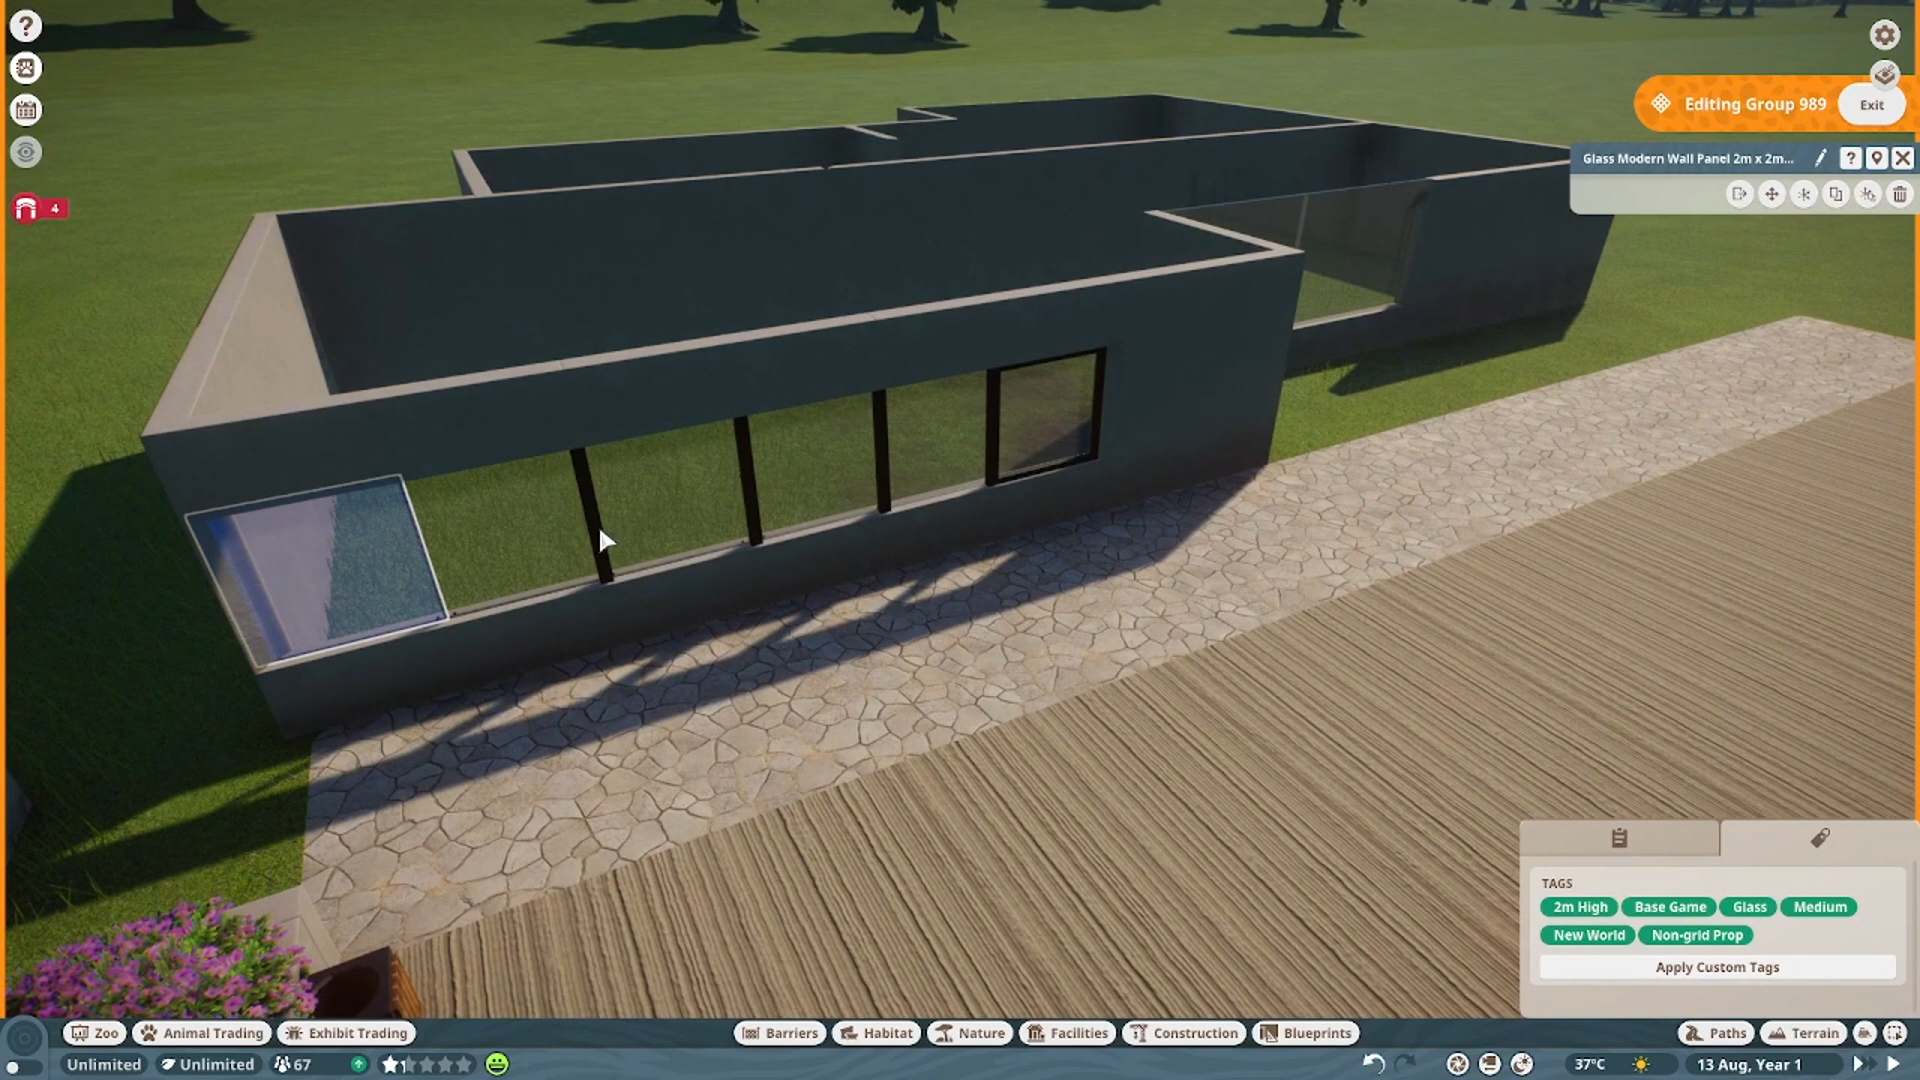 ?
Editing Group 989
Exit
Glass Modern Wall Panel 2m x 2m...
?
4
TAGS
2m High
Base Game
Glass
Medium
New World
Non-grid Prop
Apply Custom Tags
Zoo
Animal Trading
Exhibit Trading
Barriers
Habitat
Nature
Facilities
Construction
Blueprints
Paths
Terrain
Unlimited
Unlimited
67
37°C
13 Aug, Year 1